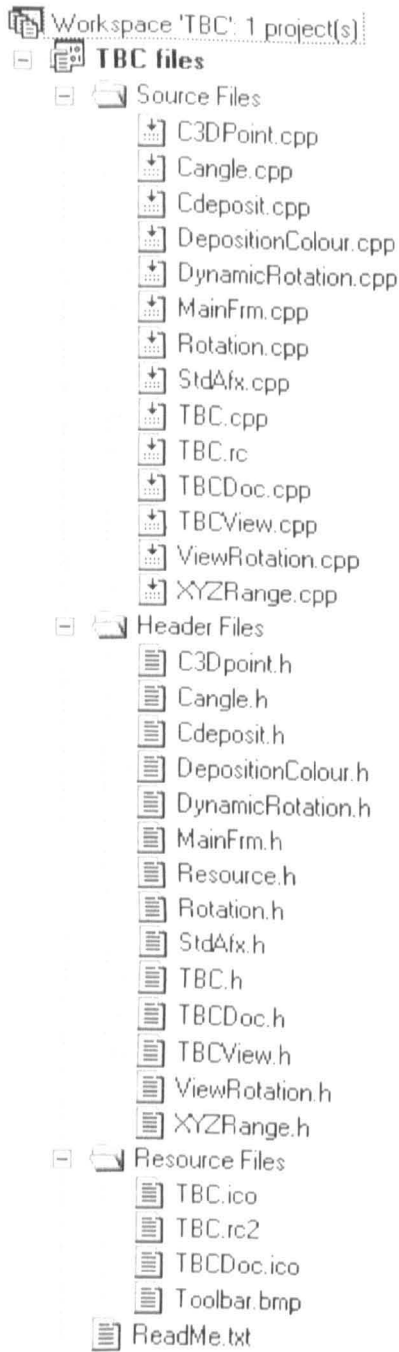 Workspace 'TBC': 1 project(s)
TBC files
Source Files
C3DPoint.cpp
Cangle.cpp
Cdeposit.cpp
DepositionColour.cpp
DynamicRotation.cpp
MainFrm.cpp
Rotation.cpp
StdAfx.cpp
TBC.cpp
TBC.rc
TBCDoc.cpp
TBCView.cpp
ViewRotation.cpp
XYZRange.cpp
Header Files
C3Dpoint.h
Cangle.h
Cdeposit.h
DepositionColour.h
DynamicRotation.h
MainFrm.h
Resource.h
Rotation.h
StdAfx.h
TBC.h
TBCDoc.h
TBCView.h
ViewRotation.h
XYZRange.h
Resource Files
TBC.ico
TBC.rc2
TBCDoc.ico
Toolbar.bmp
ReadMe.txt